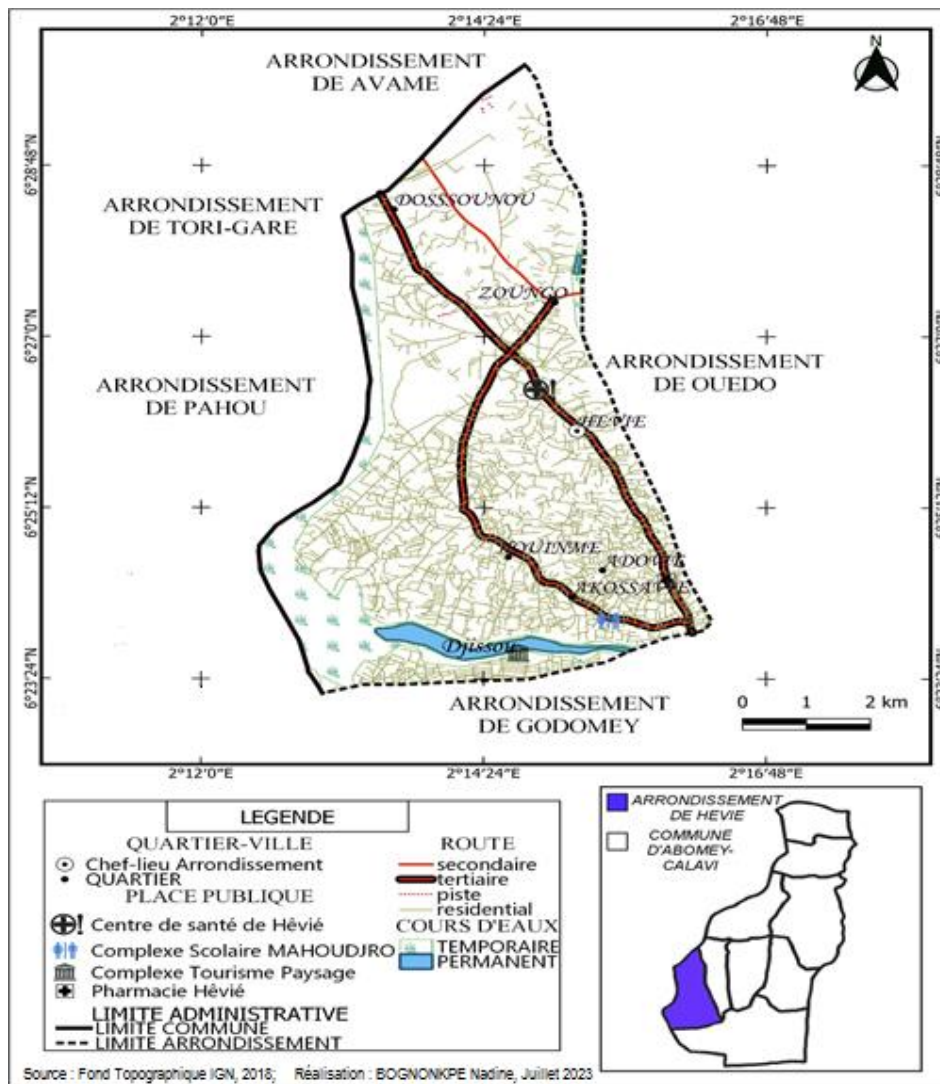 2°12'0"E 2°14'24"E 2°16'48"E
N
ARRONDISSEMENT
DE AVAME
6°28'48"N
ARRONDISSEMENT
DE TORI-GARE
DOSSSOUNOU
ZOUNGO
6°27'0"N
ARRONDISSEMENT
DE OUEDO
ARRONDISSEMENT
DE PAHOU
HEVIE
6°25'12"N
HOUINME
ADOVIE
AKOSSAVIE
Djissou
6°23'24"N
ARRONDISSEMENT
DE GODOMEY
0 1 2 km
2°12'0"E 2°14'24"E 2°16'48"E
LEGENDE
QUARTIER-VILLE
Chef-lieu Arrondissement
QUARTIER
PLACE PUBLIQUE
Centre de santé de Hêvié
Complexe Scolaire MAHOUDJRO
Complexe Tourisme Paysage
Pharmacie Hêvié
LIMITE ADMINISTRATIVE
LIMITE COMMUNE
LIMITE ARRONDISSEMENT
ROUTE
secondaire
tertiaire
piste
residential
COURS D'EAUX
TEMPORAIRE
PERMANENT
ARRONDISSEMENT
DE HEVIE
COMMUNE
D'ABOMEY-
CALAVI
Source : Fond Topographique IGN, 2018; Réalisation : BOGNONKPE Nadine, Juillet 2023